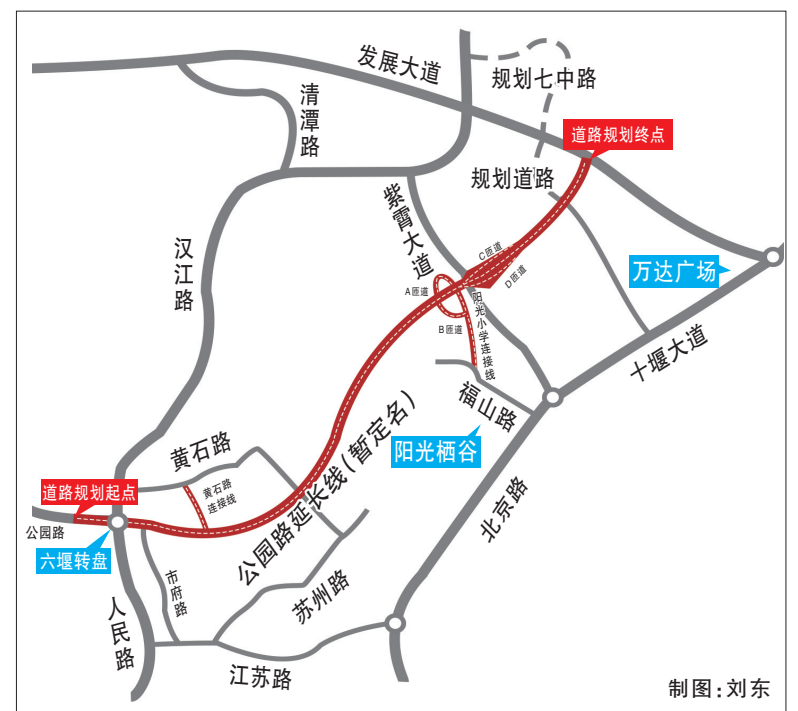 发展大道
规划七中路
清潭路
道路规划终点
规划道路
紫霄大道
汉江路
C匝道
D匝道
万达广场
A匝道
B匝道
阳光小学连接线
十堰大道
福山路
阳光栖谷
黄石路
黄石路
连接线
公园路延长线(暂定名)
道路规划起点
公园路
六堰转盘
北京路
市府路
苏州路
人民路
江苏路
制图:刘东